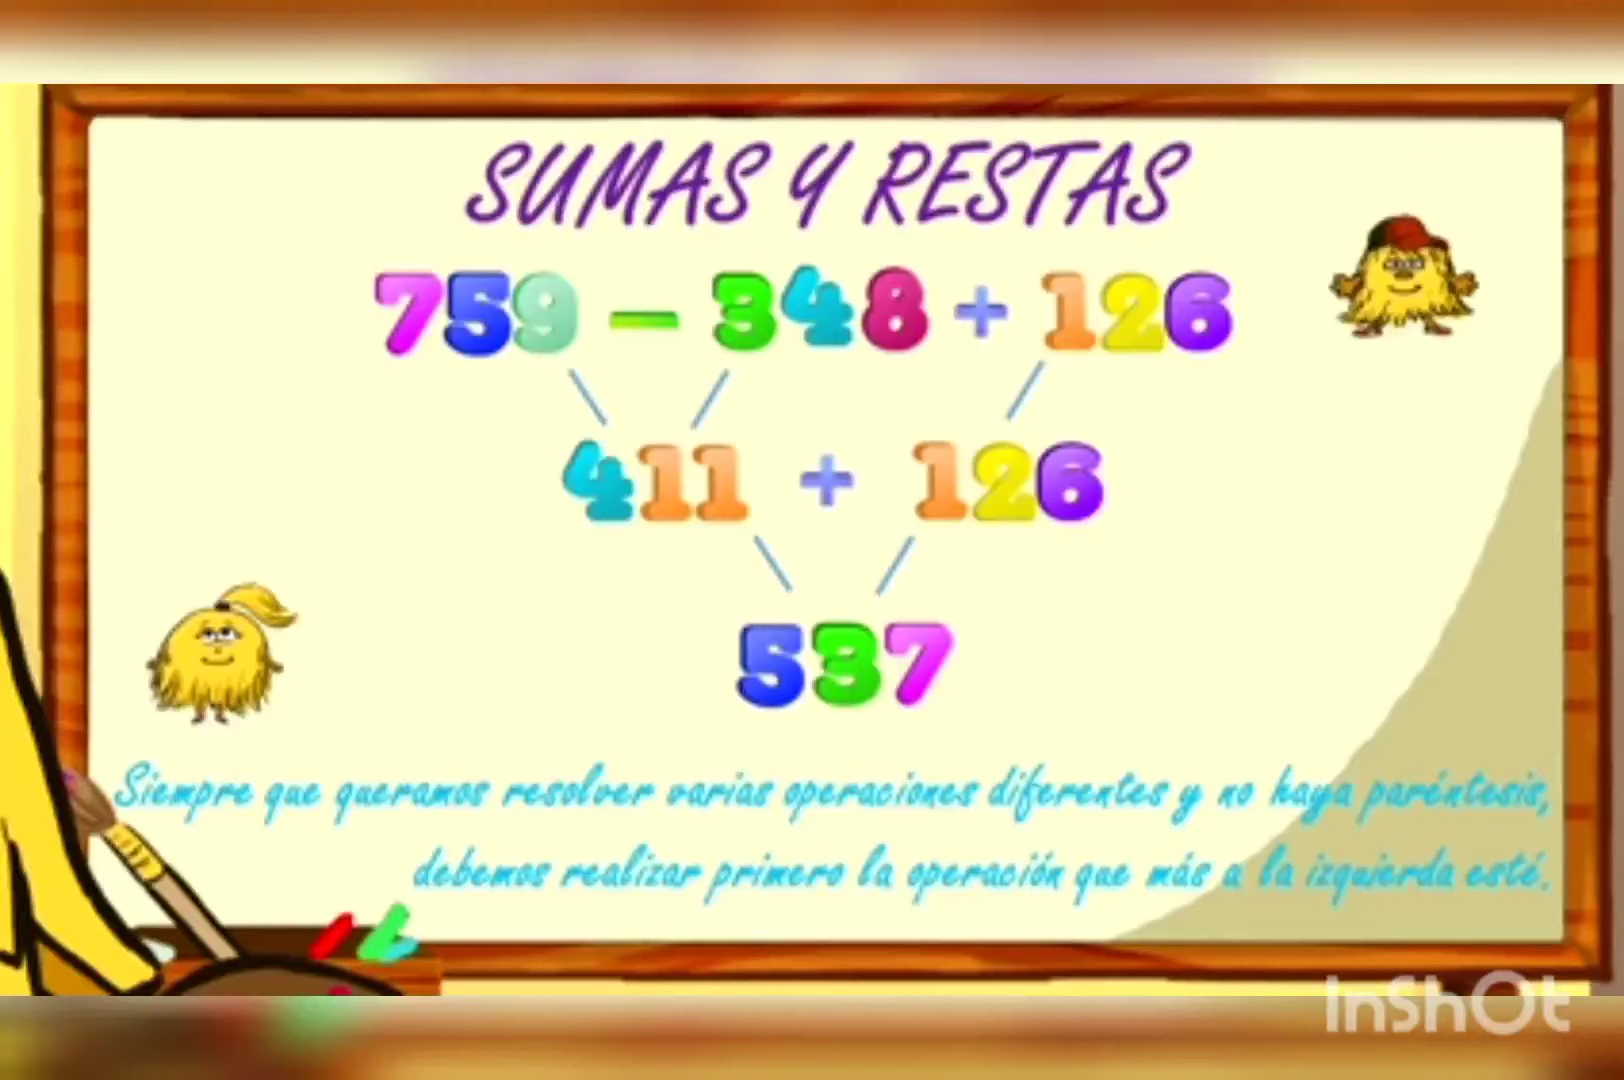 SUMAS Y RESTAS
759 - 348 + 126
411 + 126
537
Siempre que queramos resolver varias operaciones diferentes y no haya paréntesis,
debemos realizar primero la operación que más a la izquierda esté.
InShOt